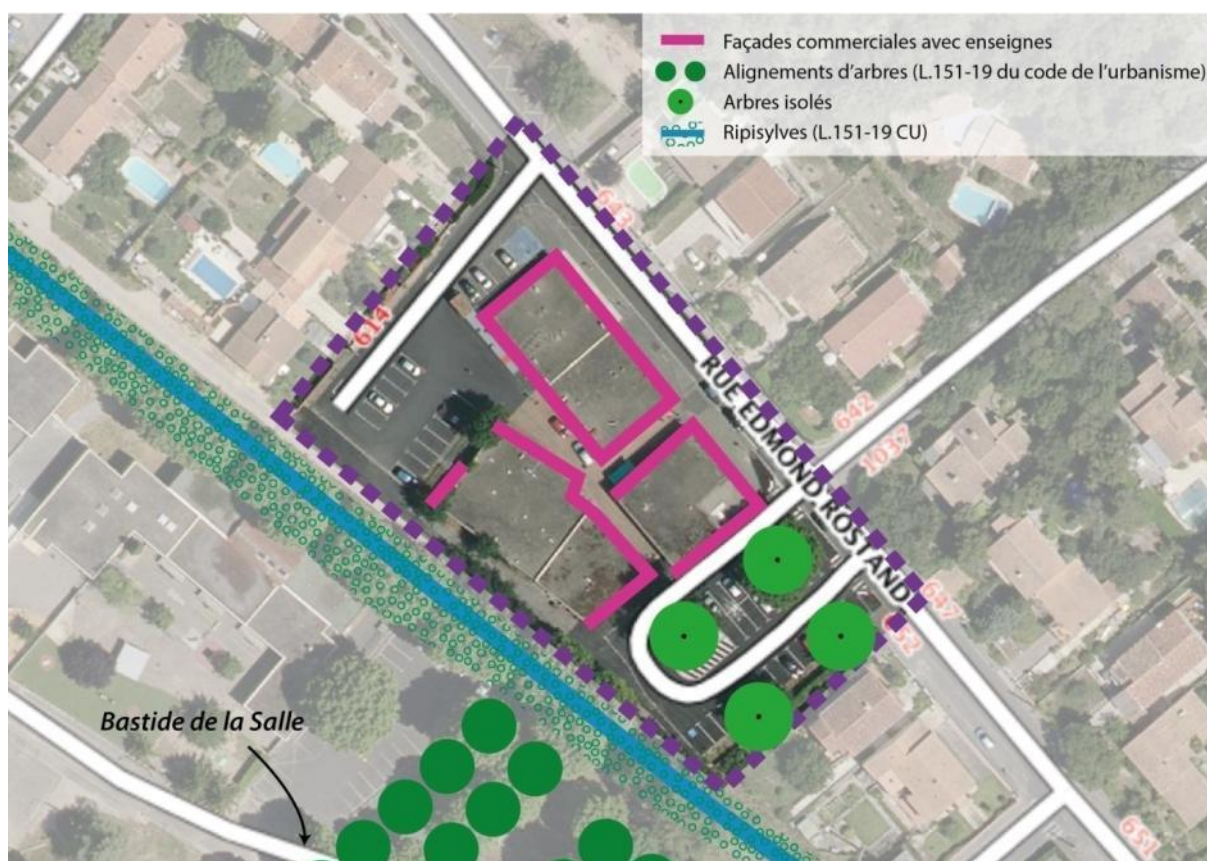 Façades commerciales avec enseignes
Alignements d'arbres (L.151-19 du code de l'urbanisme)
Arbres isolés
Ripisylves (L.151-19 CU)
643
614
RUE EDMOND ROSTAND
642
1037
647
652
Bastide de la Salle
651